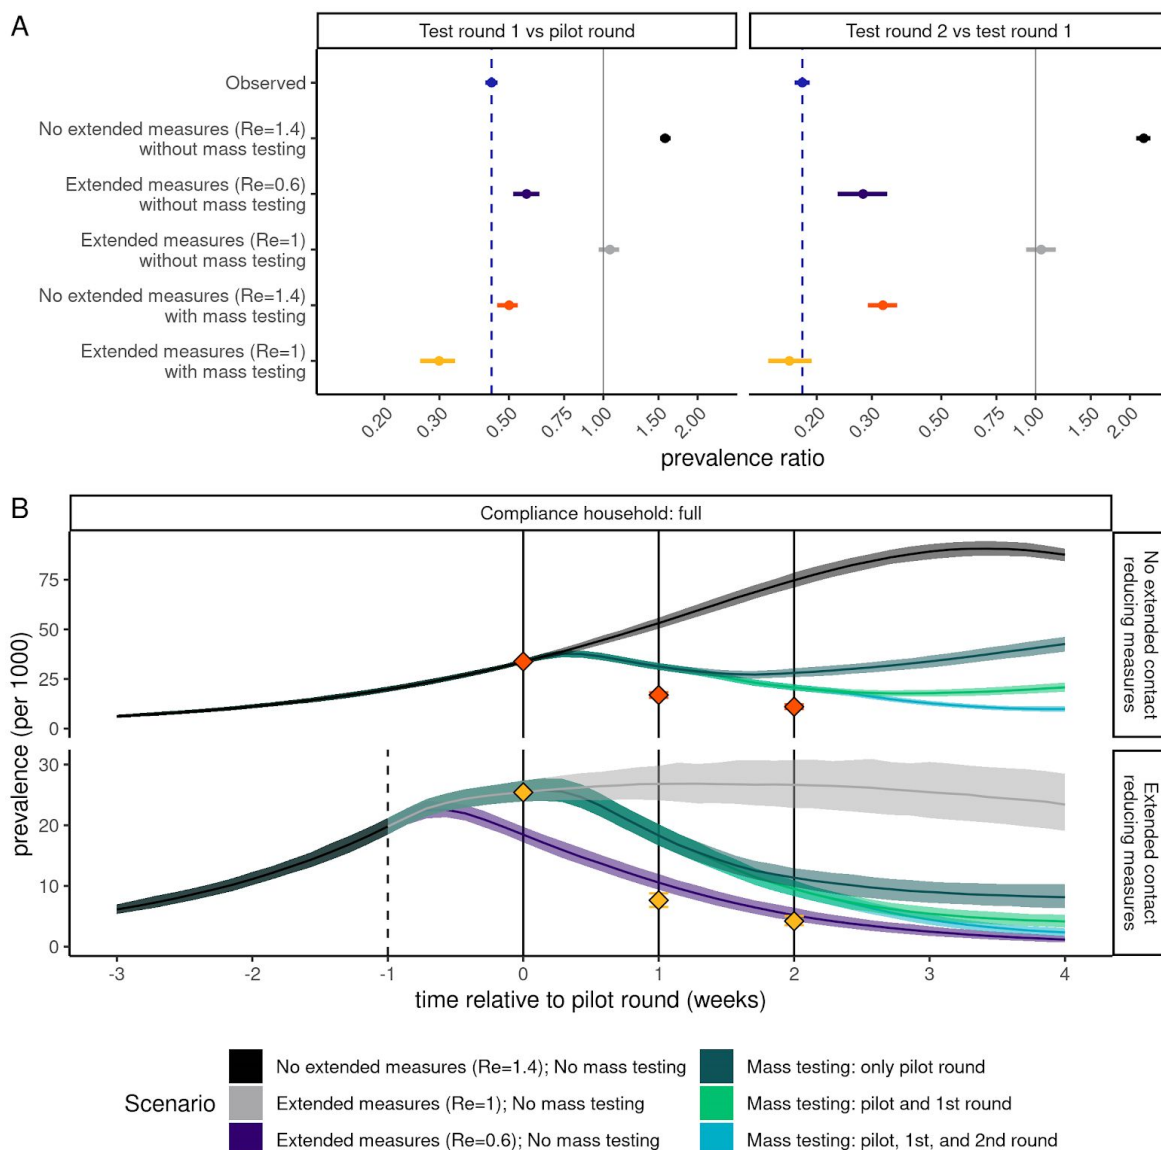 A
Test round 1 vs pilot round
Test round 2 vs test round 1
Observed
No extended measures (Re=1.4)
without mass testing
Extended measures (Re=0.6)
without mass testing
Extended measures (Re=1)
without mass testing
No extended measures (Re=1.4)
with mass testing
Extended measures (Re=1)
with mass testing
0.20 0.30 0.50 0.75 1.00 1.50 2.00
0.20 0.30 0.50 0.75 1.00 1.50 2.00
prevalence ratio
B
Compliance household: full
prevalence (per 1000)
75
50
25
0
No extended contact
reducing measures
30
20
10
0
Extended contact
reducing measures
-3 -2 -1 0 1 2 3 4
time relative to pilot round (weeks)
Scenario
No extended measures (Re=1.4); No mass testing
Extended measures (Re=1); No mass testing
Extended measures (Re=0.6); No mass testing
Mass testing: only pilot round
Mass testing: pilot and 1st round
Mass testing: pilot, 1st, and 2nd round